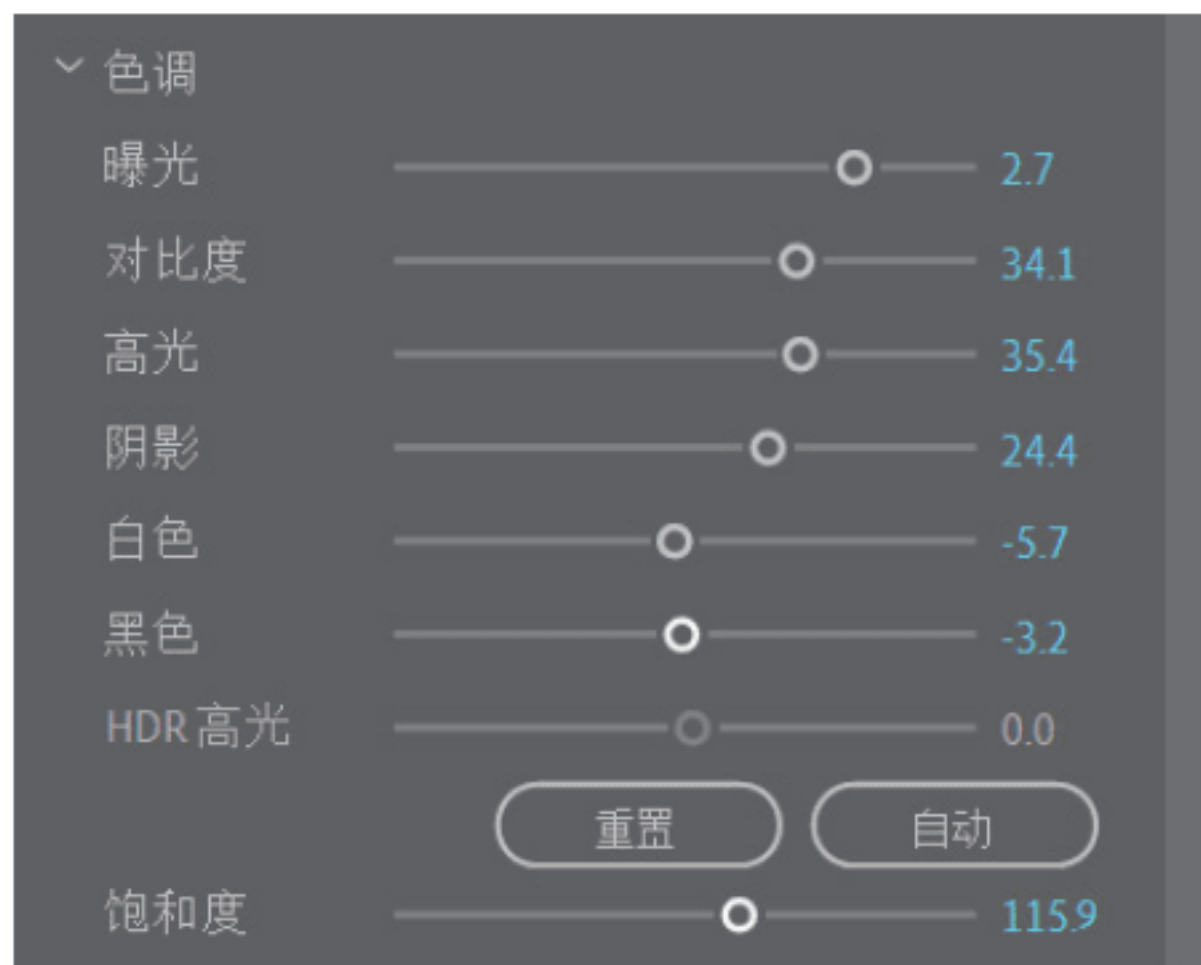 色调
曝光 2.7
对比度 34.1
高光 35.4
阴影 24.4
白色 -5.7
黑色 -3.2
HDR 高光 0.0
重置 自动
饱和度 115.9